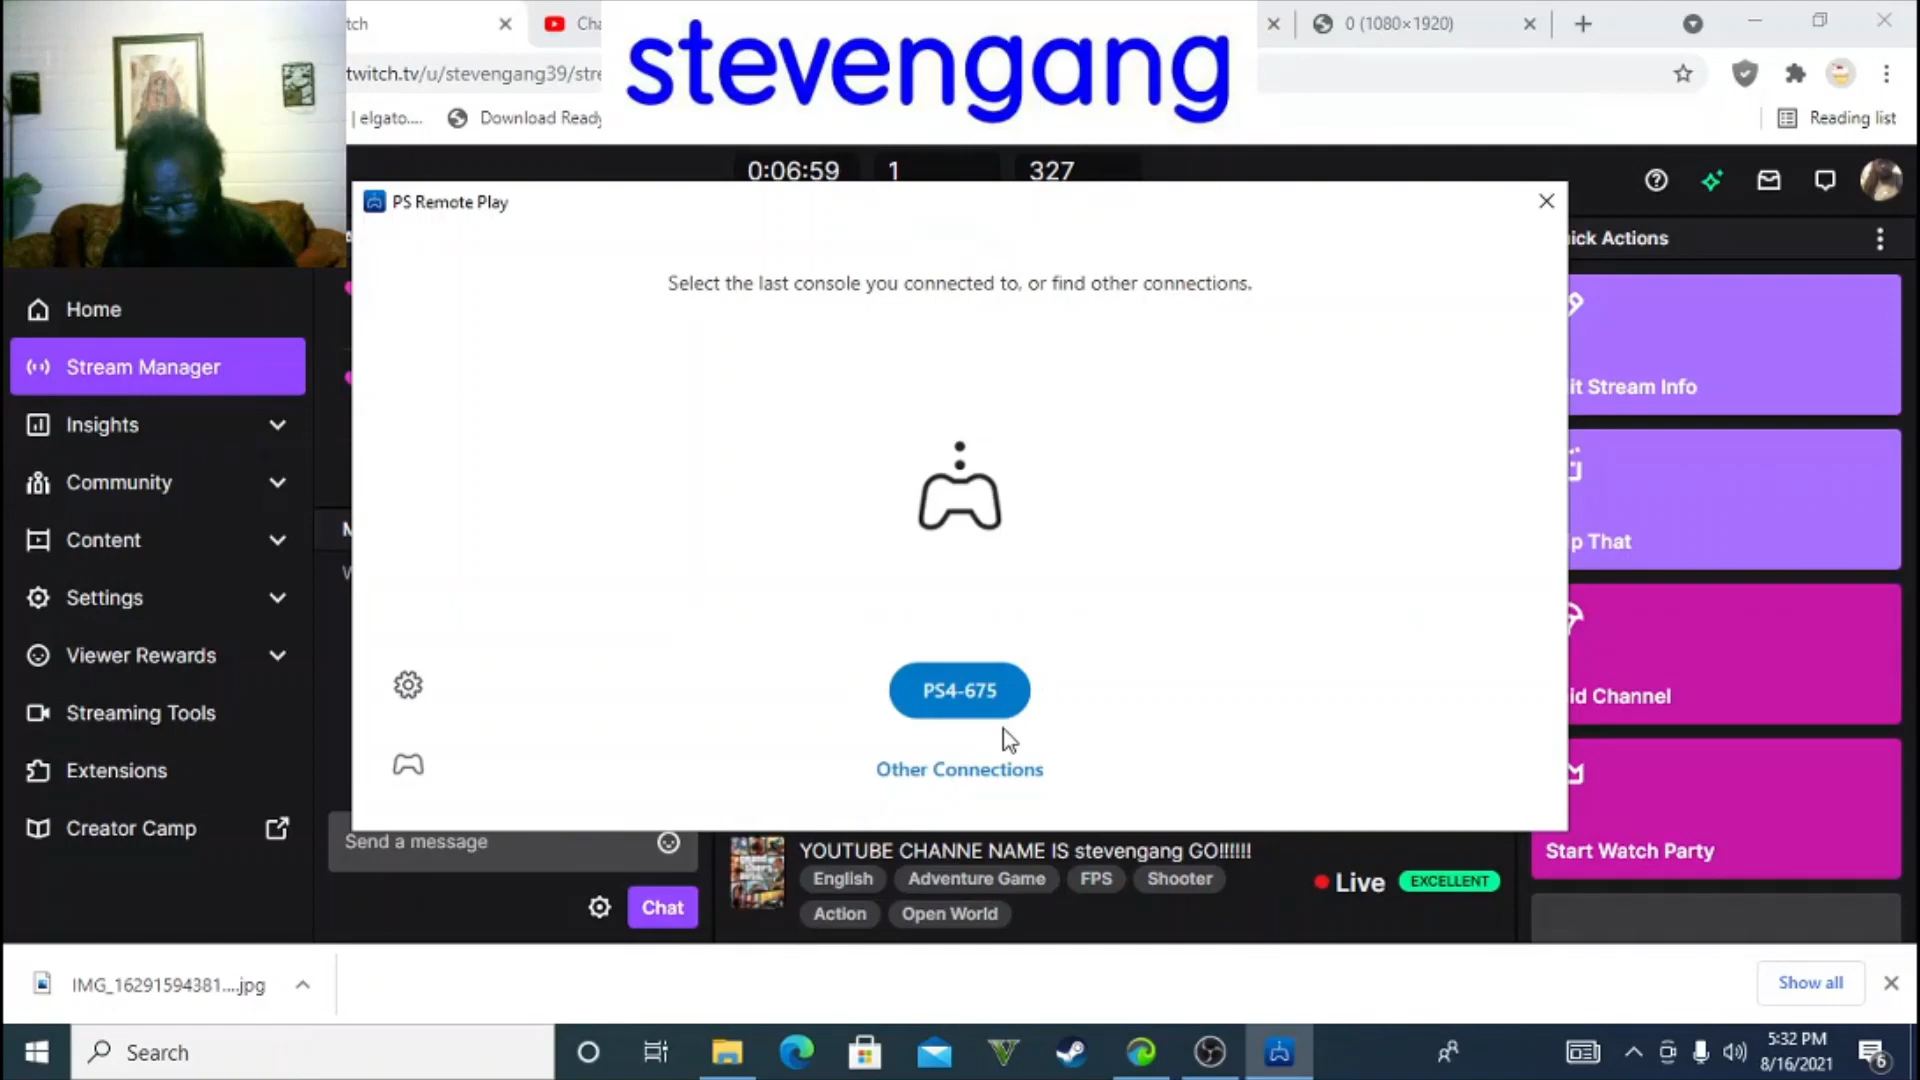 tch
Cha
stevengang
0 (1080×1920)
twitch.tv/u/stevengang39/stre
| elgato....
Download Ready
Reading list
0:06:59
1
327
PS Remote Play
ick Actions
Select the last console you connected to, or find other connections.
Home
Stream Manager
it Stream Info
Insights
Community
Content
p That
Settings
Viewer Rewards
PS4-675
id Channel
Streaming Tools
Other Connections
Extensions
Creator Camp
Send a message
YOUTUBE CHANNE NAME IS stevengang GO!!!!!!
Start Watch Party
English
Adventure Game
FPS
Shooter
Live
EXCELLENT
Chat
Action
Open World
IMG_16291594381....jpg
Show all
Search
5:32 PM
8/16/2021
6